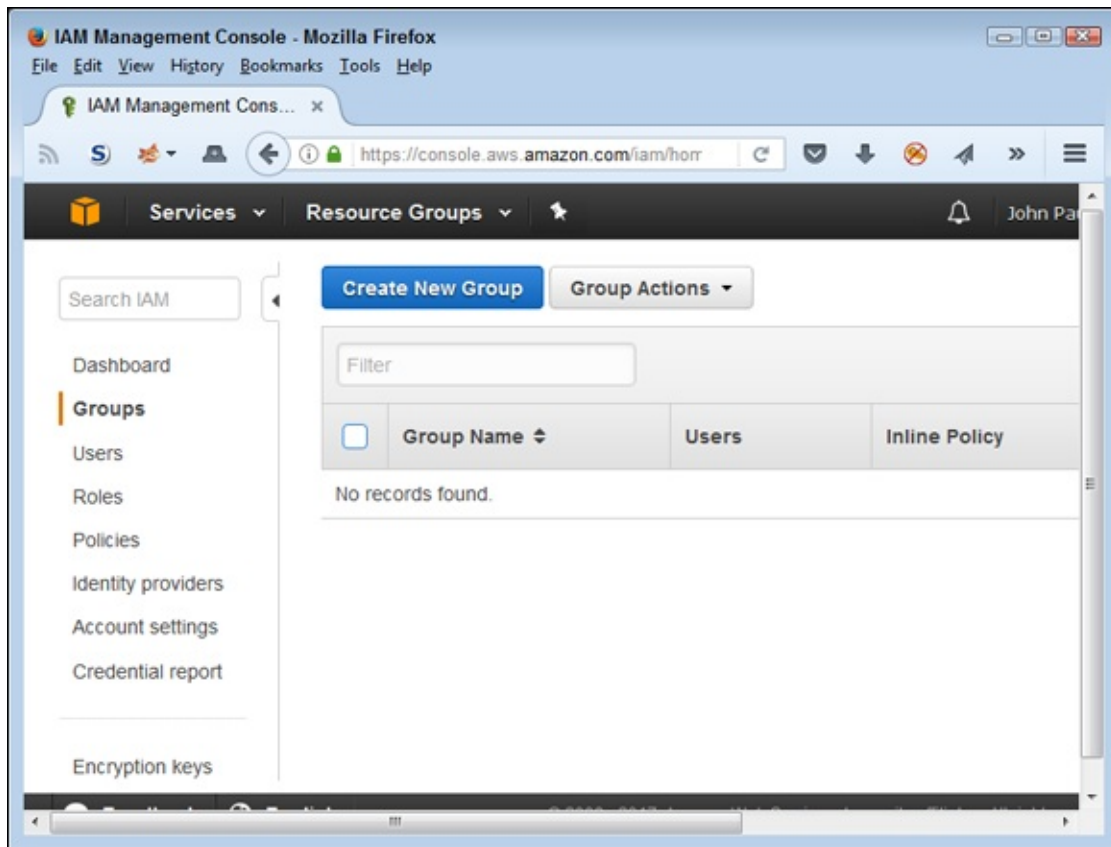 IAM Management Console - Mozilla Firefox
File Edit View History Bookmarks Tools Help
IAM Management Cons... ×
https://console.aws.amazon.com/iam/hom
Services Resource Groups John Pa
Search IAM
Create New Group Group Actions
Dashboard
Filter
Groups
Group Name Users Inline Policy
Users
Roles
No records found.
Policies
Identity providers
Account settings
Credential report
Encryption keys